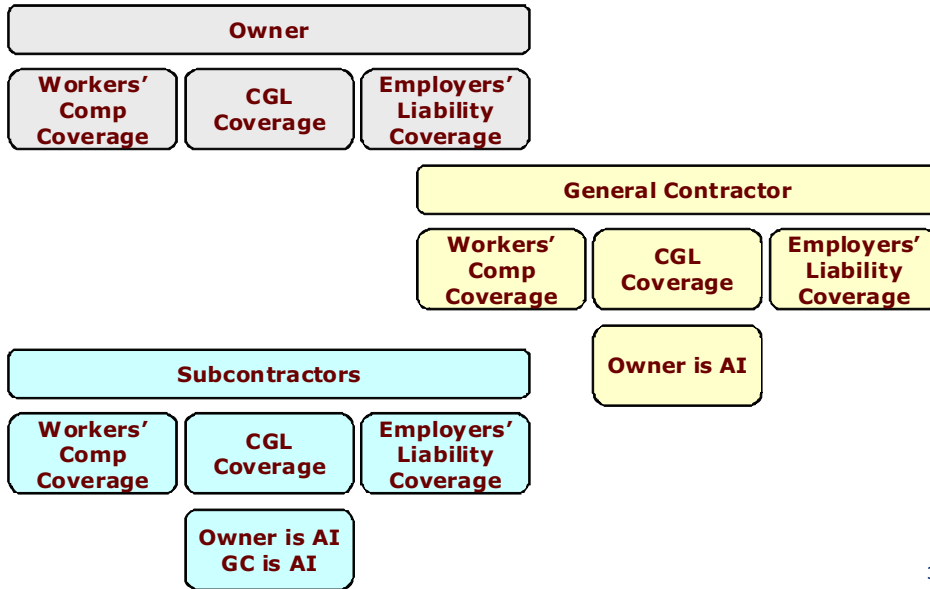 Owner
Workers’
Comp
Coverage
CGL
Coverage
Employers’
Liability
Coverage
General Contractor
Workers’
Comp
Coverage
CGL
Coverage
Employers’
Liability
Coverage
Owner is AI
Subcontractors
Workers’
Comp
Coverage
CGL
Coverage
Employers’
Liability
Coverage
Owner is AI
GC is AI